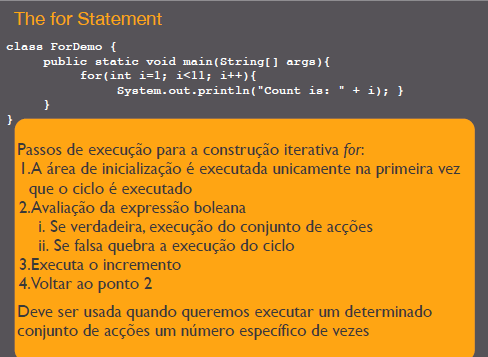 The for Statement
class ForDemo {
public static void main(String[] args){
for(int i=1; i<11; i++){
System.out.println("Count is: " + i); }
}
}
Passos de execução para a construção iterativa for:
1.A área de inicialização é executada unicamente na primeira vez
que o ciclo é executado
2.Avaliação da expressão boleana
i. Se verdadeira, execução do conjunto de acções
ii. Se falsa quebra a execução do ciclo
3.Executa o incremento
4.Voltar ao ponto 2
Deve ser usada quando queremos executar um determinado
conjunto de acções um número específico de vezes